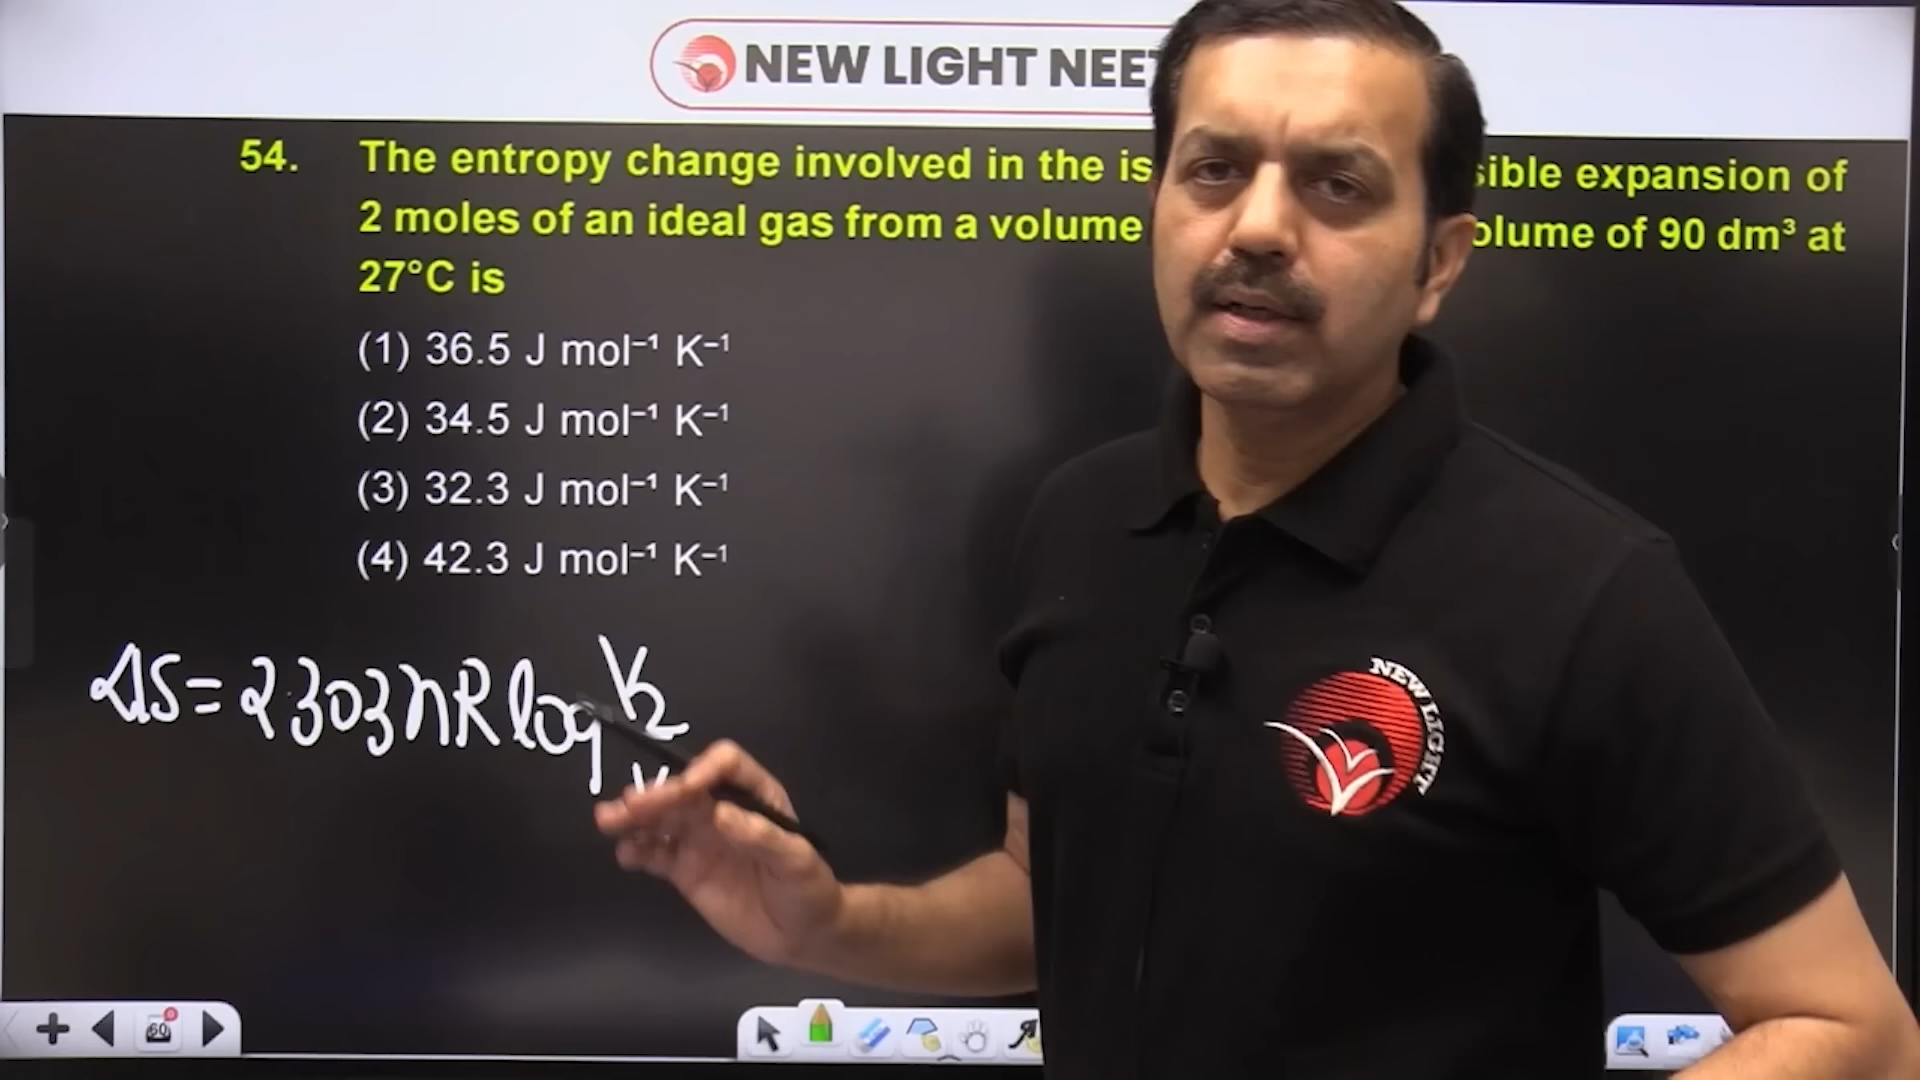 NEW LIGHT NEET
54. The entropy change involved in the is sible expansion of
2 moles of an ideal gas from a volume olume of 90 dm³ at
27°C is
(1) 36.5 J mol⁻¹ K⁻¹
(2) 34.5 J mol⁻¹ K⁻¹
(3) 32.3 J mol⁻¹ K⁻¹
(4) 42.3 J mol⁻¹ K⁻¹
ΔS = 2.303 nR log V₂
V
NEW LIGHT
60